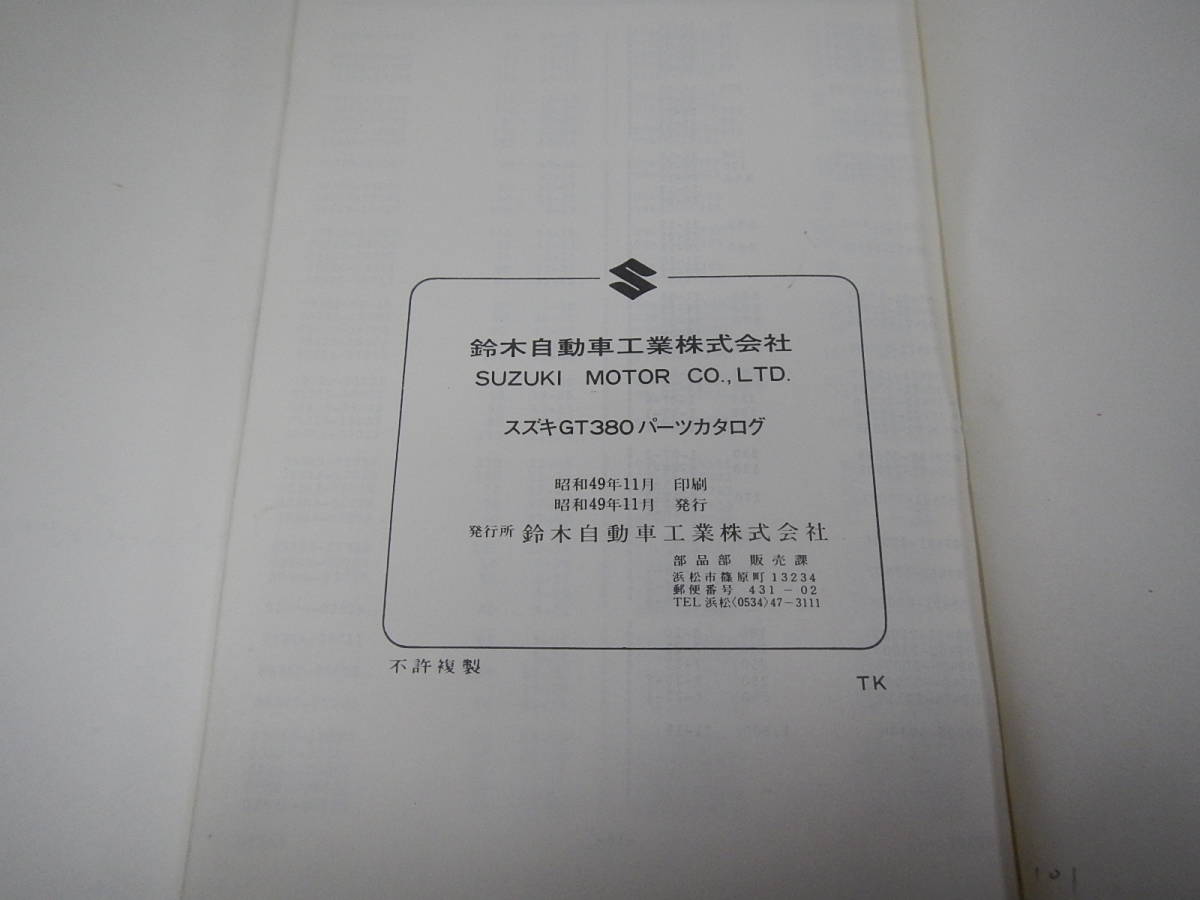 鈴木自動車工業株式会社
SUZUKI MOTOR CO., LTD.
スズキGT380パーツカタログ
昭和49年11月 印刷
昭和49年11月 発行
発行所 鈴木自動車工業株式会社
部品部 販売課
浜松市篠原町13234
郵便番号 431-02
TEL浜松〈0534〉47-3111
不許複製
TK